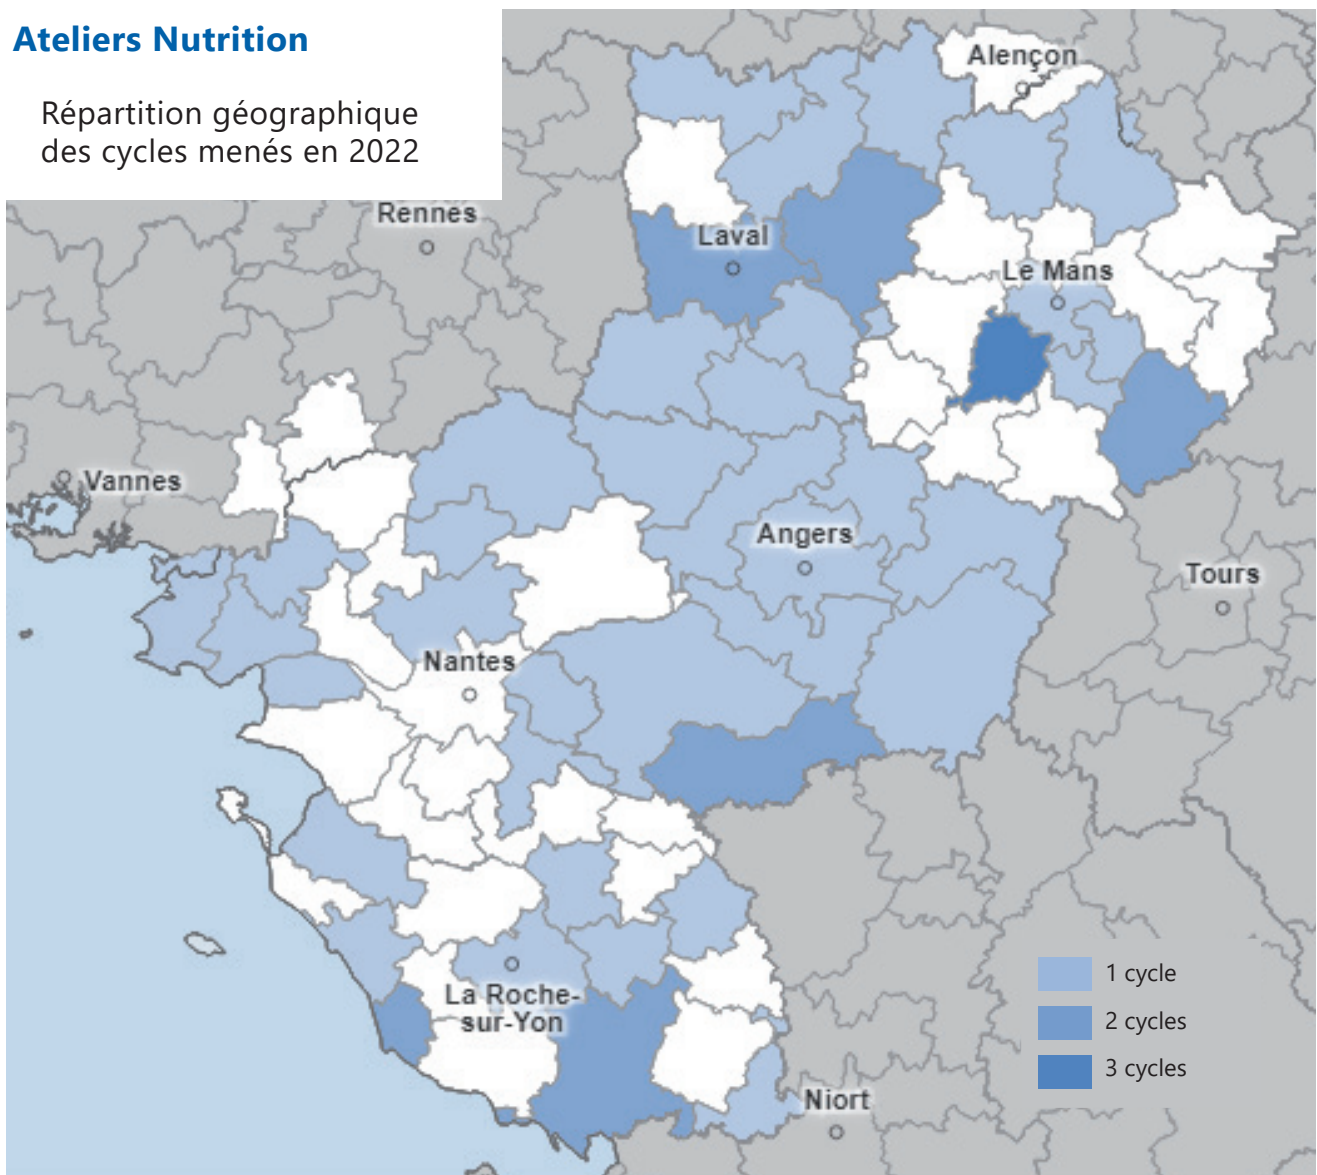 Ateliers Nutrition
Répartition géographique
des cycles menés en 2022
Alençon
Rennes
Laval
Le Mans
Vannes
Angers
Tours
Nantes
La Roche-
sur-Yon
Niort
1 cycle
2 cycles
3 cycles